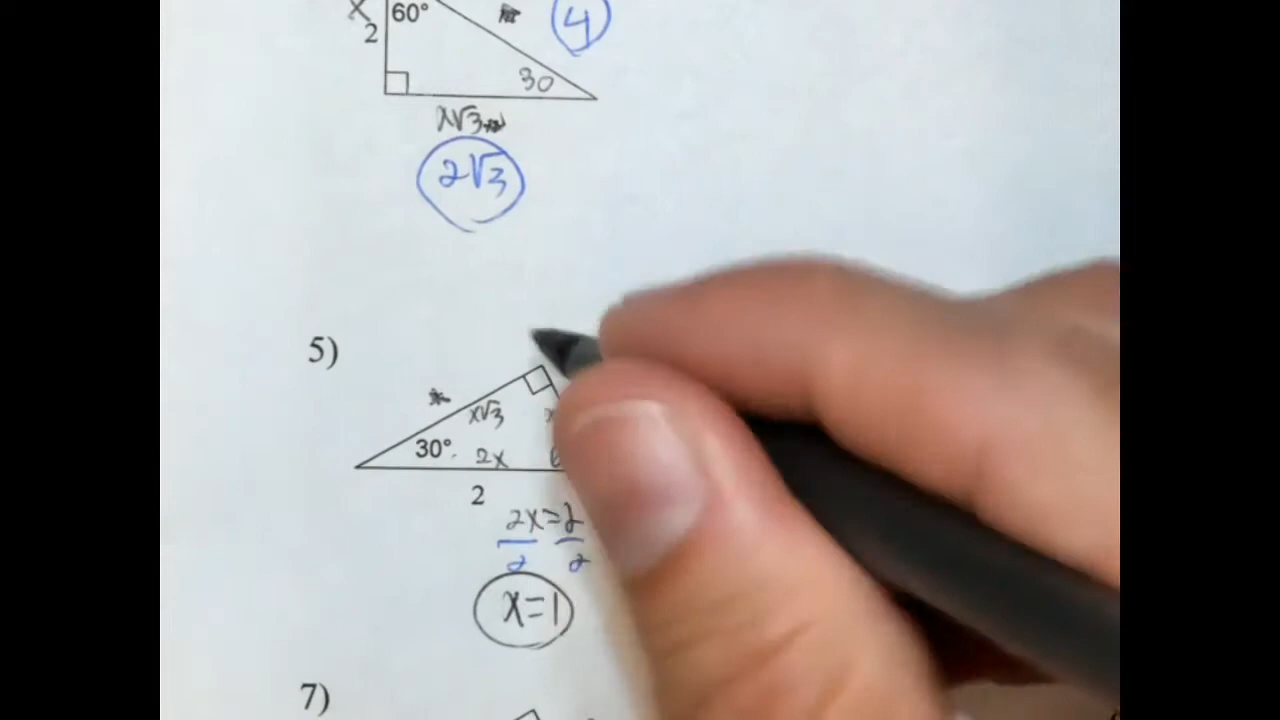 x 60° 4
2
30
x√3
2√3
5)
x√3 x
30° 2x
2
2x=2
2 2
x=1
7)